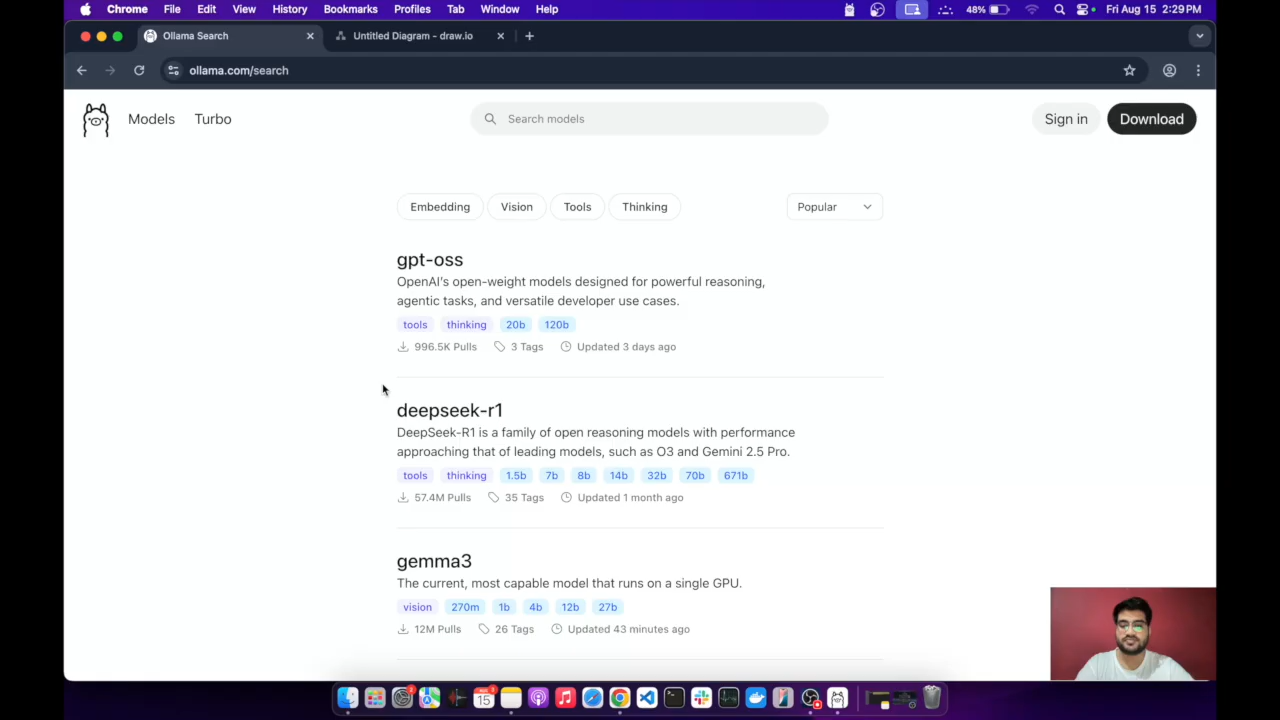 Chrome File Edit View History Bookmarks Profiles Tab Window Help 48% Fri Aug 15 2:29 PM
Ollama Search Untitled Diagram - draw.io
ollama.com/search
Models Turbo Search models Sign in Download
Embedding Vision Tools Thinking Popular
gpt-oss
OpenAI's open-weight models designed for powerful reasoning,
agentic tasks, and versatile developer use cases.
tools thinking 20b 120b
996.5K Pulls 3 Tags Updated 3 days ago
deepseek-r1
DeepSeek-R1 is a family of open reasoning models with performance
approaching that of leading models, such as O3 and Gemini 2.5 Pro.
tools thinking 1.5b 7b 8b 14b 32b 70b 671b
57.4M Pulls 35 Tags Updated 1 month ago
gemma3
The current, most capable model that runs on a single GPU.
vision 270m 1b 4b 12b 27b
12M Pulls 26 Tags Updated 43 minutes ago
15